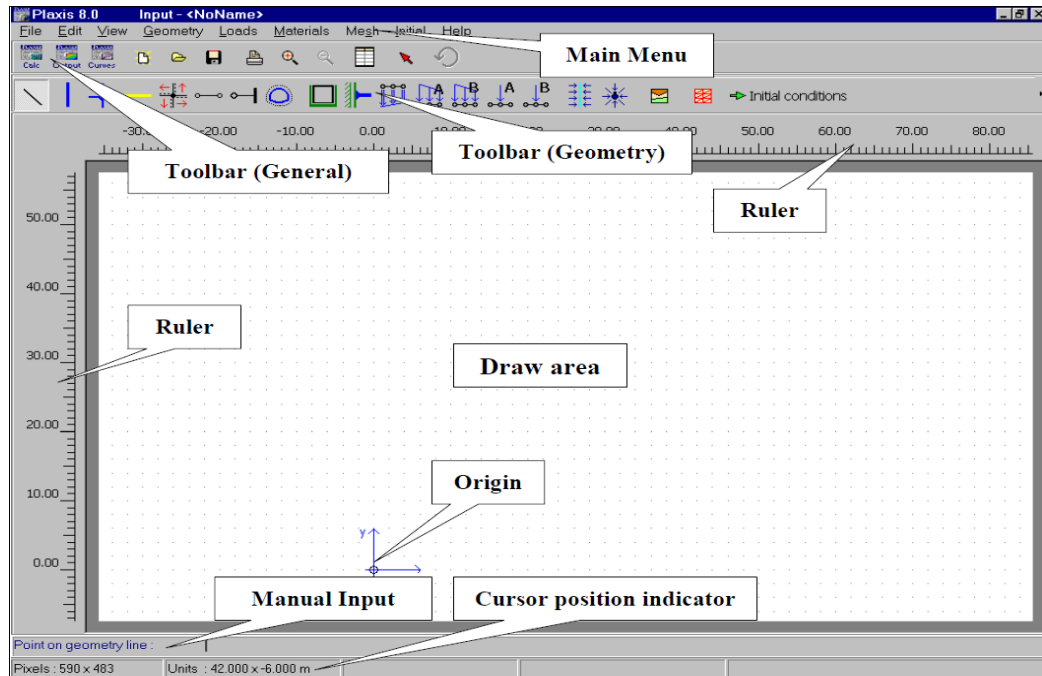 Plaxis 8.0 Input - <NoName>
File Edit View Geometry Loads Materials Mesh Initial Help
Main Menu
Calc Output Curves
A B A B Initial conditions
-30.00 -20.00 -10.00 0.00 10.00 20.00 30.00 40.00 50.00 60.00 70.00 80.00
Toolbar (General)
Toolbar (Geometry)
Ruler
50.00
40.00
Ruler
30.00
Draw area
20.00
Origin
10.00
y
0.00
Manual Input
Cursor position indicator
Point on geometry line :
Pixels : 590 x 483 Units : 42.000 x -6.000 m